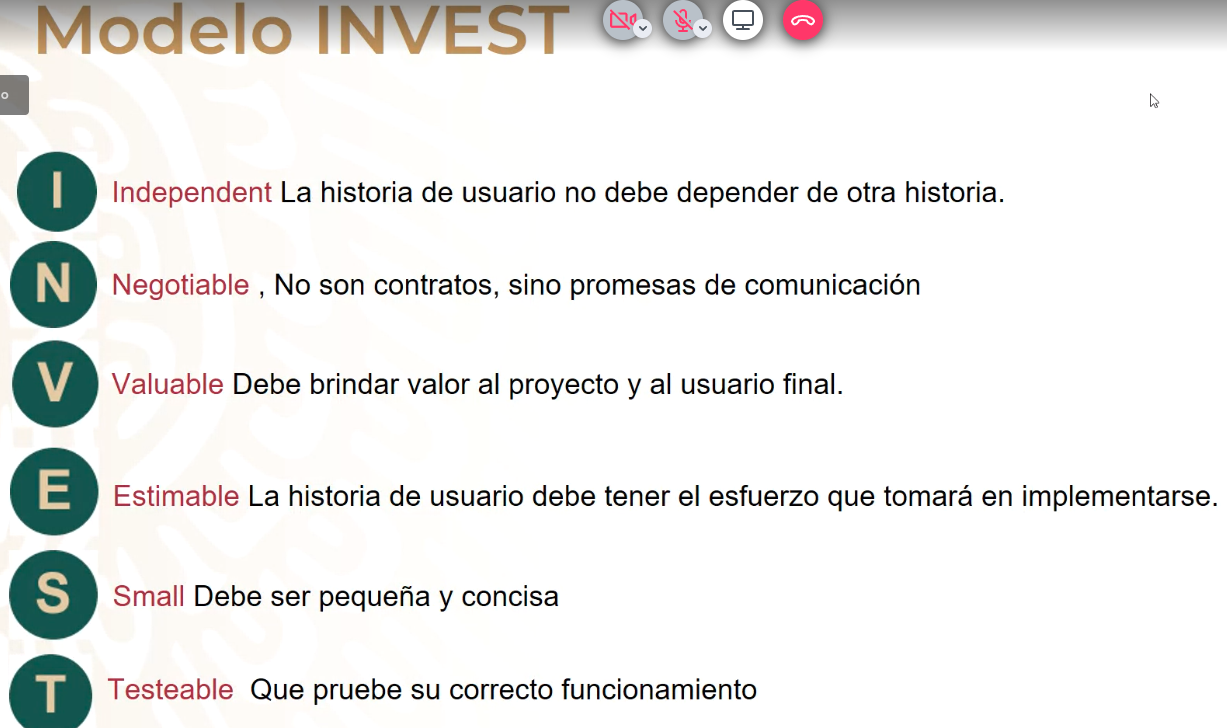 Modelo INVEST
o
I
Independent La historia de usuario no debe depender de otra historia.
N
Negotiable , No son contratos, sino promesas de comunicación
V
Valuable Debe brindar valor al proyecto y al usuario final.
E
Estimable La historia de usuario debe tener el esfuerzo que tomará en implementarse.
S
Small Debe ser pequeña y concisa
T
Testeable Que pruebe su correcto funcionamiento